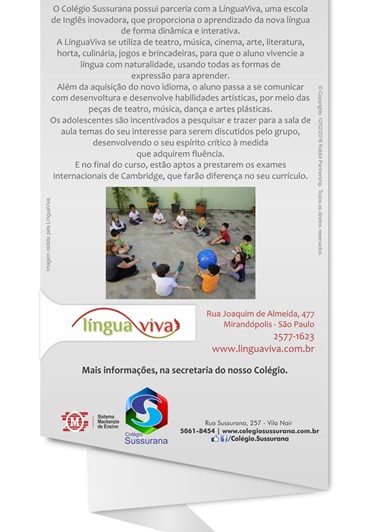 O Colégio Sussurana possui parceria com a LinguaViva, uma escola
de Inglês inovadora, que proporciona o aprendizado da nova língua
de forma dinâmica e interativa.
A LínguaViva se utiliza de teatro, música, cinema, arte, literatura,
horta, culinária, jogos e brincadeiras, para que o aluno vivencie a
língua com naturalidade, usando todas as formas de
expressão para aprender.
Além da aquisição do novo idioma, o aluno passa a se comunicar
com desenvoltura e desenvolve habilidades artísticas, por meio das
peças de teatro, música, dança e artes plásticas.
Os adolescentes são incentivados a pesquisar e trazer para a sala de
aula temas do seu interesse para serem discutidos pelo grupo,
desenvolvendo o seu espírito crítico à medida
que adquirem fluência.
E no final do curso, estão aptos a prestarem os exames
internacionais de Cambridge, que farão diferença no seu currículo.
Imagem cedida pela LínguaViva
língua viva
Rua Joaquim de Almeida, 477
Mirandópolis - São Paulo
2577-1623
www.linguaviva.com.br
Mais informações, na secretaria do nosso Colégio.
M
Sistema
Mackenzie
de Ensino
Colégio
Sussurana
Rua Sussurana, 257 - Vila Nair
5061-8454 | www.colegiosussurana.com.br
/Colégio.Sussurana